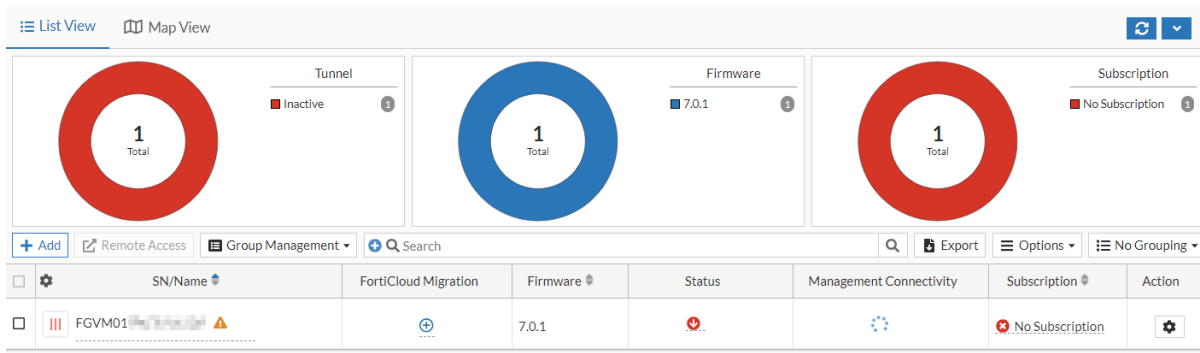 List View
Map View
Tunnel
Inactive 1
1
Total
Firmware
7.0.1 1
1
Total
Subscription
No Subscription 1
1
Total
+ Add
Remote Access
Group Management
Search
Export
Options
No Grouping
SN/Name
FortiCloud Migration
Firmware
Status
Management Connectivity
Subscription
Action
FGVM01
7.0.1
No Subscription